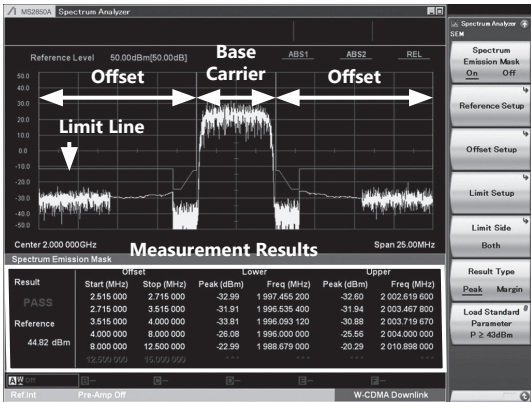 MS2850A Spectrum Analyzer
Reference Level 50.00dBm[50.00dB]
ABS1 ABS2 REL
Base
Carrier
Offset
Offset
Limit Line
50.0
40.0
30.0
20.0
10.0
0.0
-10.0
-20.0
-30.0
-40.0
-50.0
Center 2.000 000GHz
Span 25.00MHz
Measurement Results
Spectrum Emission Mask
Offset Lower Upper
Result
Start (MHz) Stop (MHz) Peak (dBm) Freq (MHz) Peak (dBm) Freq (MHz)
PASS
Reference
44.82 dBm
2.515 000 2.715 000 -32.99 1 997.455 200 -32.60 2 002.619 600
2.715 000 3.515 000 -31.91 1 996.535 400 -31.94 2 003.467 800
3.515 000 4.000 000 -33.81 1 996.093 120 -30.88 2 003.719 670
4.000 000 8.000 000 -26.08 1 996.000 000 -25.56 2 004.000 000
8.000 000 12.500 000 -22.99 1 988.679 000 -20.29 2 010.898 000
12.500 000 15.000 000 *** *** *** ***
AW Off
Ref.Int Pre-Amp Off W-CDMA Downlink
Spectrum Analyzer
SEM
Spectrum
Emission Mask
On Off
Reference Setup
Offset Setup
Limit Setup
Limit Side
Both
Result Type
Peak Margin
Load Standard
Parameter
P ≥ 43dBm